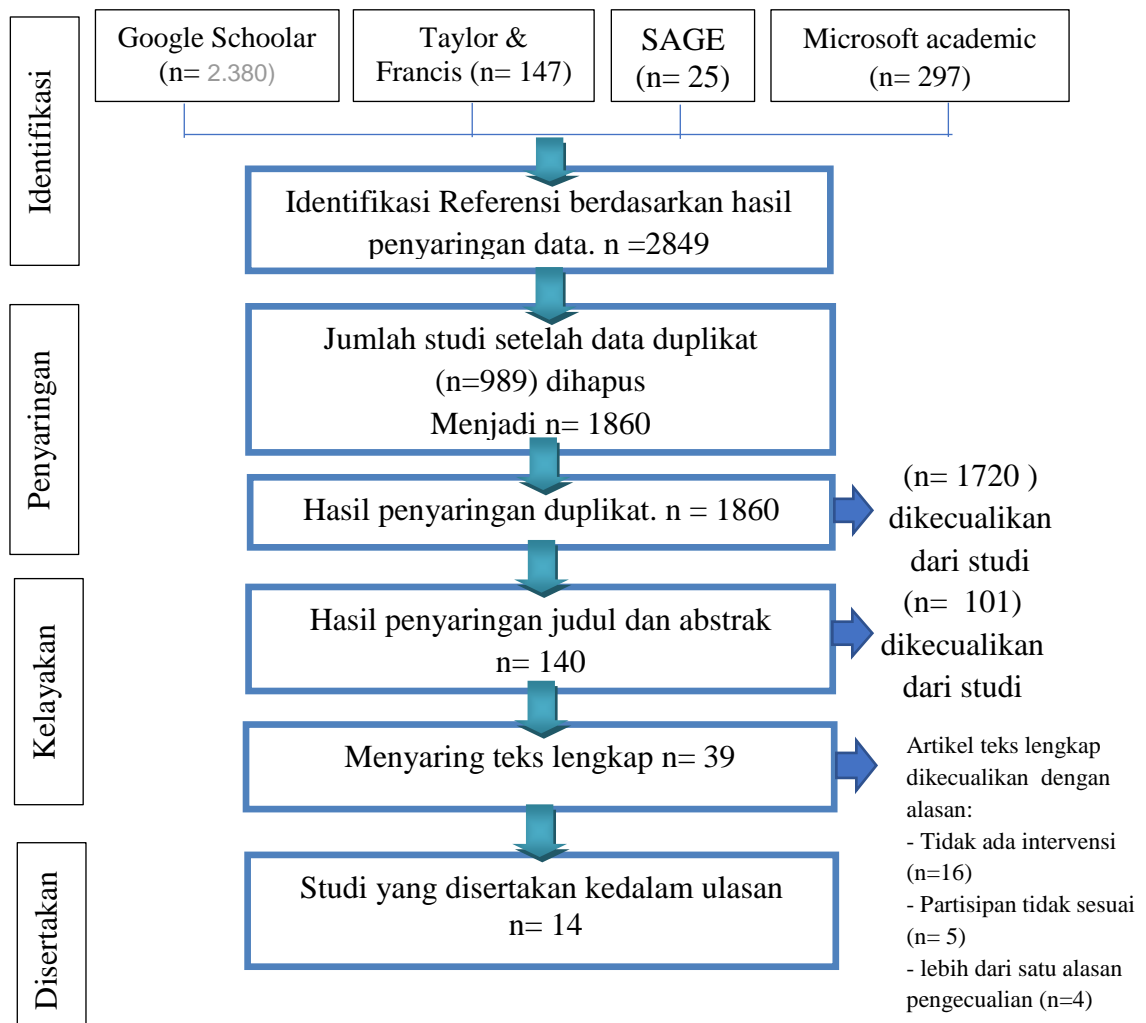 Identifikasi
Google Schoolar
(n= 2.380)
Taylor &
Francis (n= 147)
SAGE
(n= 25)
Microsoft academic
(n= 297)
Identifikasi Referensi berdasarkan hasil
penyaringan data. n =2849
Penyaringan
Jumlah studi setelah data duplikat
(n=989) dihapus
Menjadi n= 1860
Hasil penyaringan duplikat. n = 1860
(n= 1720 )
dikecualikan
dari studi
Kelayakan
Hasil penyaringan judul dan abstrak
n= 140
(n=  101)
dikecualikan
dari studi
Menyaring teks lengkap n= 39
Artikel teks lengkap
dikecualikan  dengan
alasan:
- Tidak ada intervensi
(n=16)
- Partisipan tidak sesuai
(n= 5)
- lebih dari satu alasan
pengecualian (n=4)
Disertakan
Studi yang disertakan kedalam ulasan
n= 14